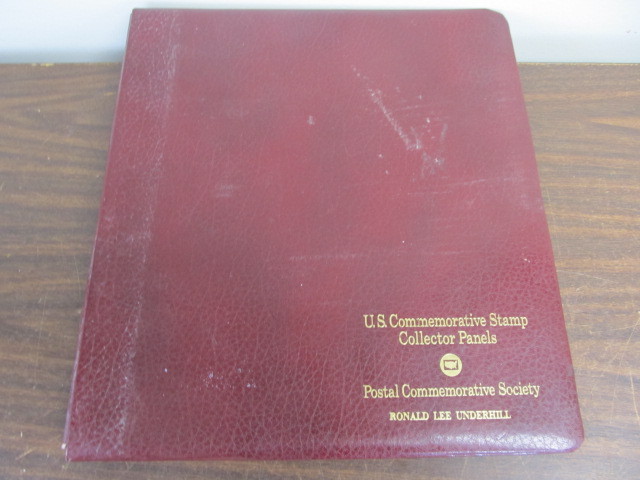 U.S. Commemorative Stamp
Collector Panels
Postal Commemorative Society
RONALD LEE UNDERHILL